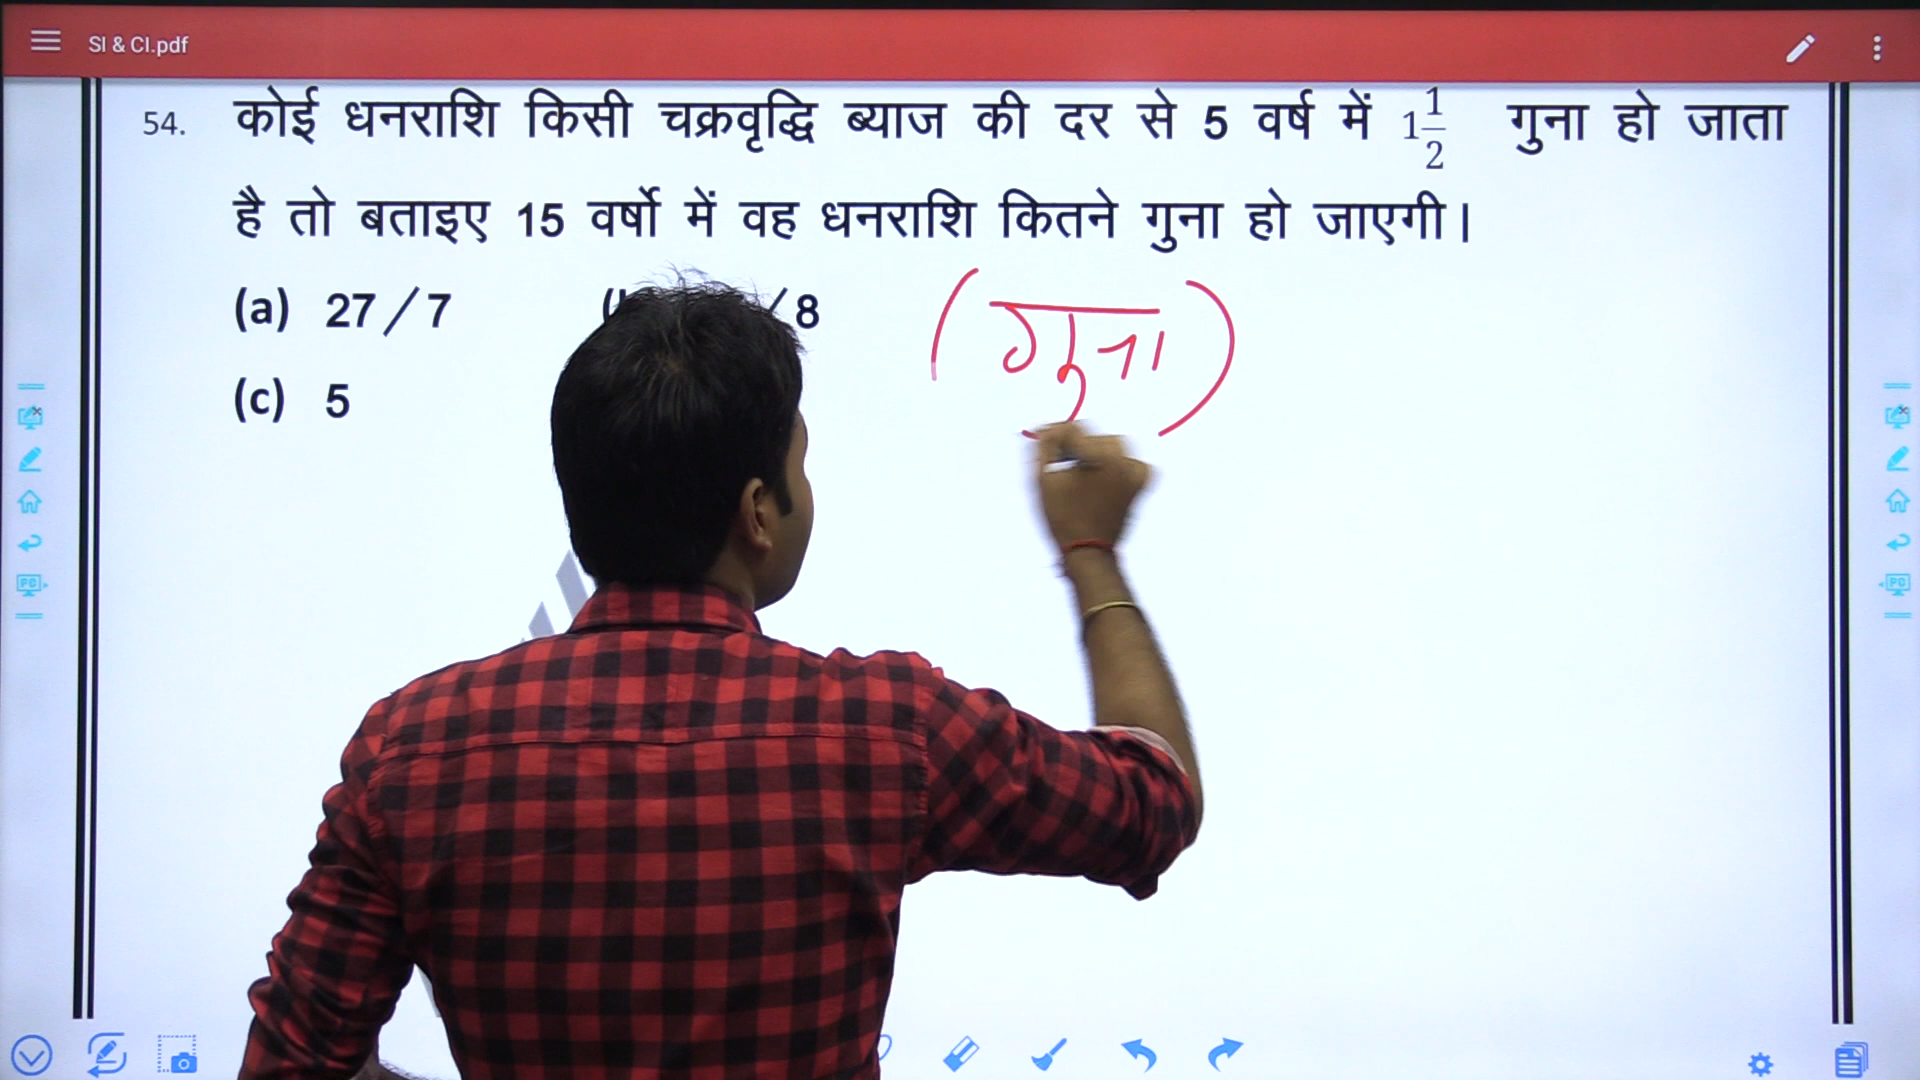 SI & CI.pdf
54. कोई धनराशि किसी चक्रवृद्धि ब्याज की दर से 5 वर्ष में 1 1/2 गुना हो जाता
है तो बताइए 15 वर्षो में वह धनराशि कितने गुना हो जाएगी।
(a) 27/7 /8
(c) 5
(गुना)